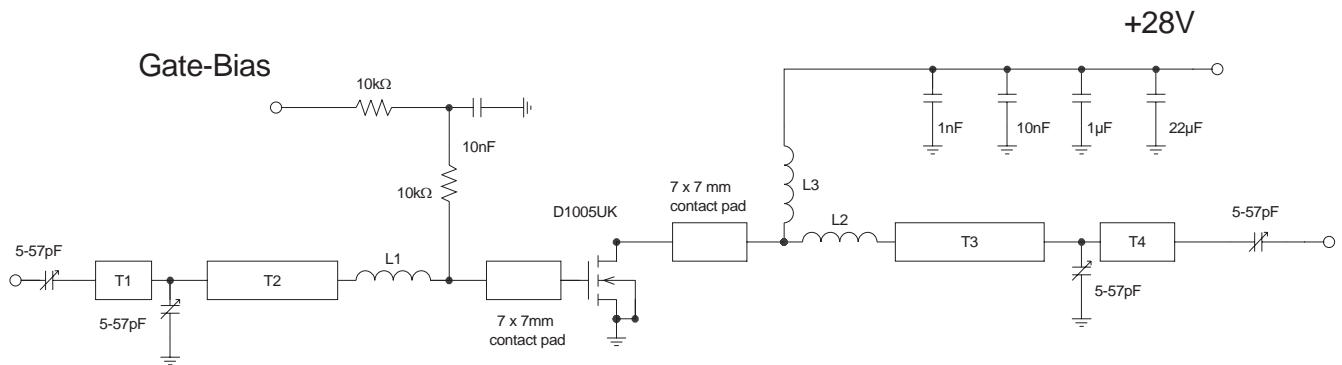 +28V
Gate-Bias
10kΩ
1nF
10nF
1µF
22µF
10nF
10kΩ
L3
7 x 7 mm
contact pad
D1005UK
L2
5-57pF
5-57pF
L1
T3
T4
T1
T2
5-57pF
5-57pF
7 x 7mm
contact pad